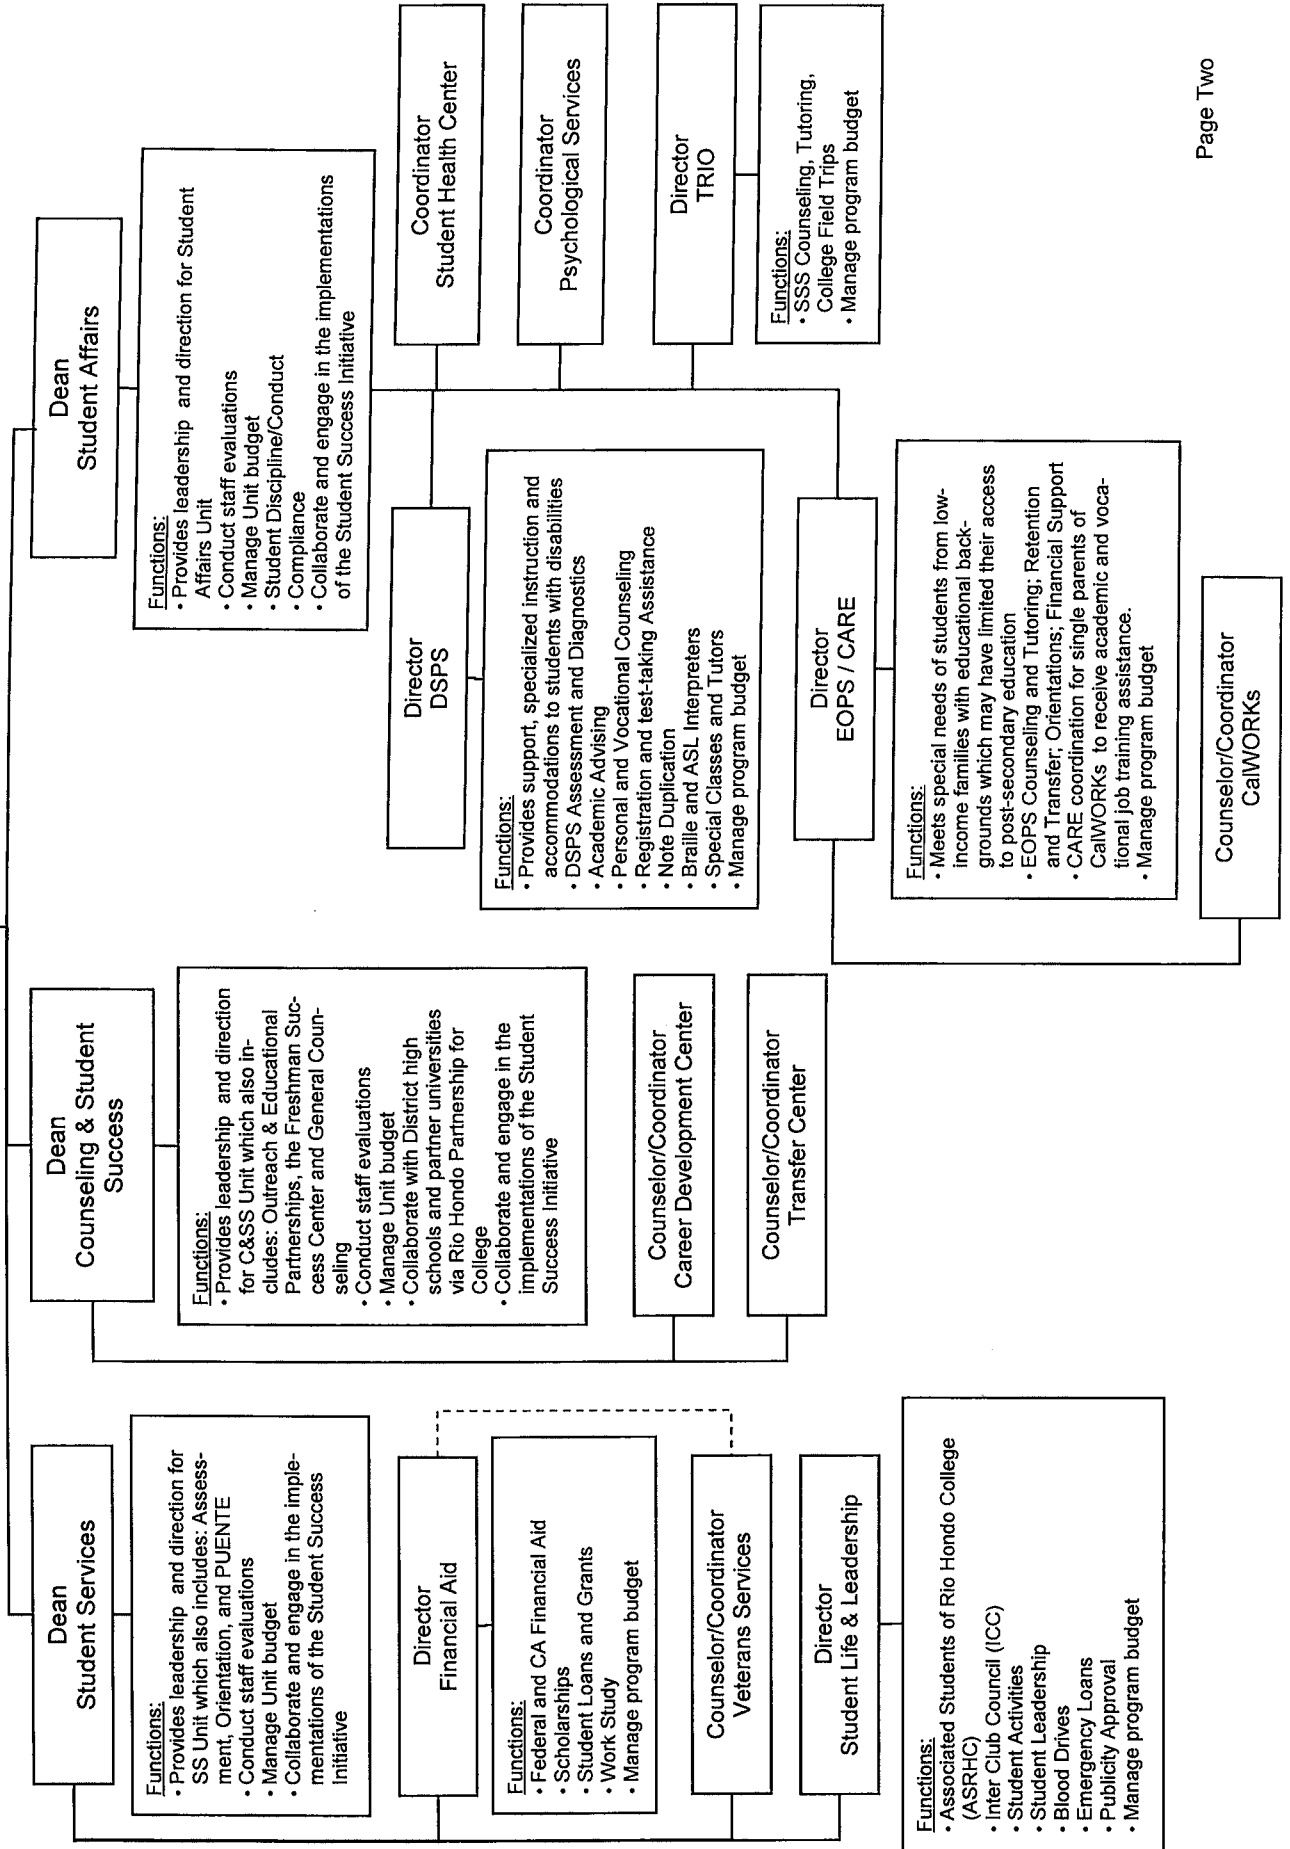 Dean
Student Services
Functions:
• Provides leadership and direction for
SS Unit which also includes: Assess-
ment, Orientation, and PUENTE
• Conduct staff evaluations
• Manage Unit budget
• Collaborate and engage in the imple-
mentations of the Student Success
Initiative
Director
Financial Aid
Functions:
• Federal and CA Financial Aid
• Scholarships
• Student Loans and Grants
• Work Study
• Manage program budget
Counselor/Coordinator
Veterans Services
Director
Student Life & Leadership
Functions:
• Associated Students of Rio Hondo College
(ASRHC)
• Inter Club Council (ICC)
• Student Activities
• Student Leadership
• Blood Drives
• Emergency Loans
• Publicity Approval
• Manage program budget
Dean
Counseling & Student
Success
Functions:
• Provides leadership and direction
for C&SS Unit which also in-
cludes: Outreach & Educational
Partnerships, the Freshman Suc-
cess Center and General Coun-
seling
• Conduct staff evaluations
• Manage Unit budget
• Collaborate with District high
schools and partner universities
via Rio Hondo Partnership for
College
• Collaborate and engage in the
implementations of the Student
Success Initiative
Counselor/Coordinator
Career Development Center
Counselor/Coordinator
Transfer Center
Dean
Student Affairs
Functions:
• Provides leadership and direction for Student
Affairs Unit
• Conduct staff evaluations
• Manage Unit budget
• Student Discipline/Conduct
• Compliance
• Collaborate and engage in the implementations
of the Student Success Initiative
Director
DSPS
Functions:
• Provides support, specialized instruction and
accommodations to students with disabilities
• DSPS Assessment and Diagnostics
• Academic Advising
• Personal and Vocational Counseling
• Registration and test-taking Assistance
• Note Duplication
• Braille and ASL Interpreters
• Special Classes and Tutors
• Manage program budget
Director
EOPS / CARE
Functions:
• Meets special needs of students from low-
income families with educational back-
grounds which may have limited their access
to post-secondary education
• EOPS Counseling and Tutoring; Retention
and Transfer; Orientations; Financial Support
• CARE coordination for single parents of
CalWORKs to receive academic and voca-
tional job training assistance.
• Manage program budget
Counselor/Coordinator
CalWORKs
Coordinator
Student Health Center
Coordinator
Psychological Services
Director
TRIO
Functions:
• SSS Counseling, Tutoring,
College Field Trips
• Manage program budget
Page Two